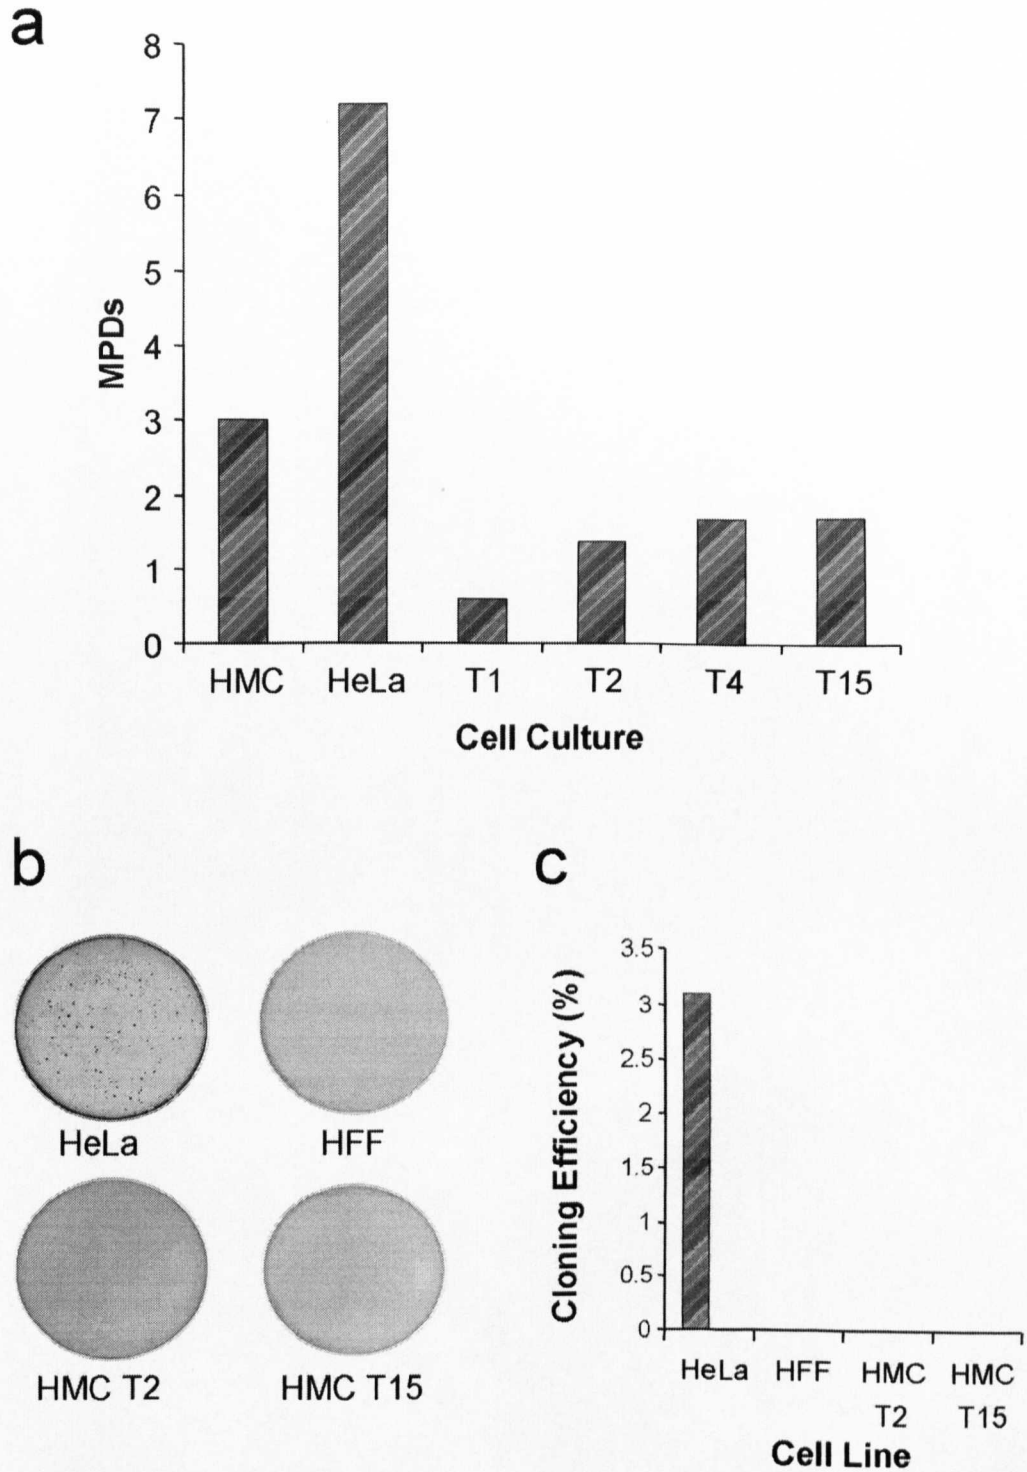 a
8
7
6
5
4
3
2
1
0
MPDs
HMC HeLa T1 T2 T4 T15
Cell Culture
b
HeLa HFF
HMC T2 HMC T15
c
3.5
3
2.5
2
1.5
1
0.5
0
Cloning Efficiency (%)
HeLa HFF HMC HMC
T2 T15
Cell Line